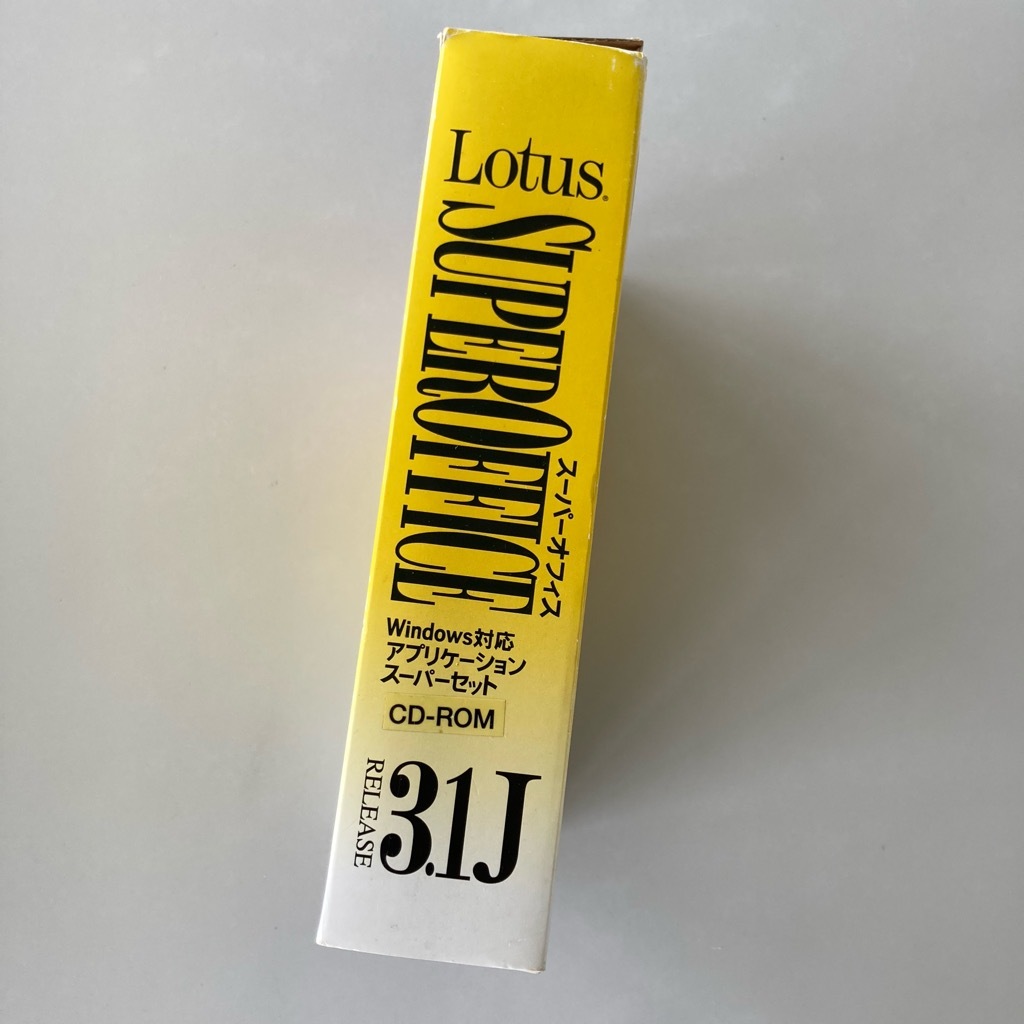 Lotus®
SUPEROFFICE
スーパーオフィス
Windows対応
アプリケーション
スーパーセット
CD-ROM
RELEASE
3.1J